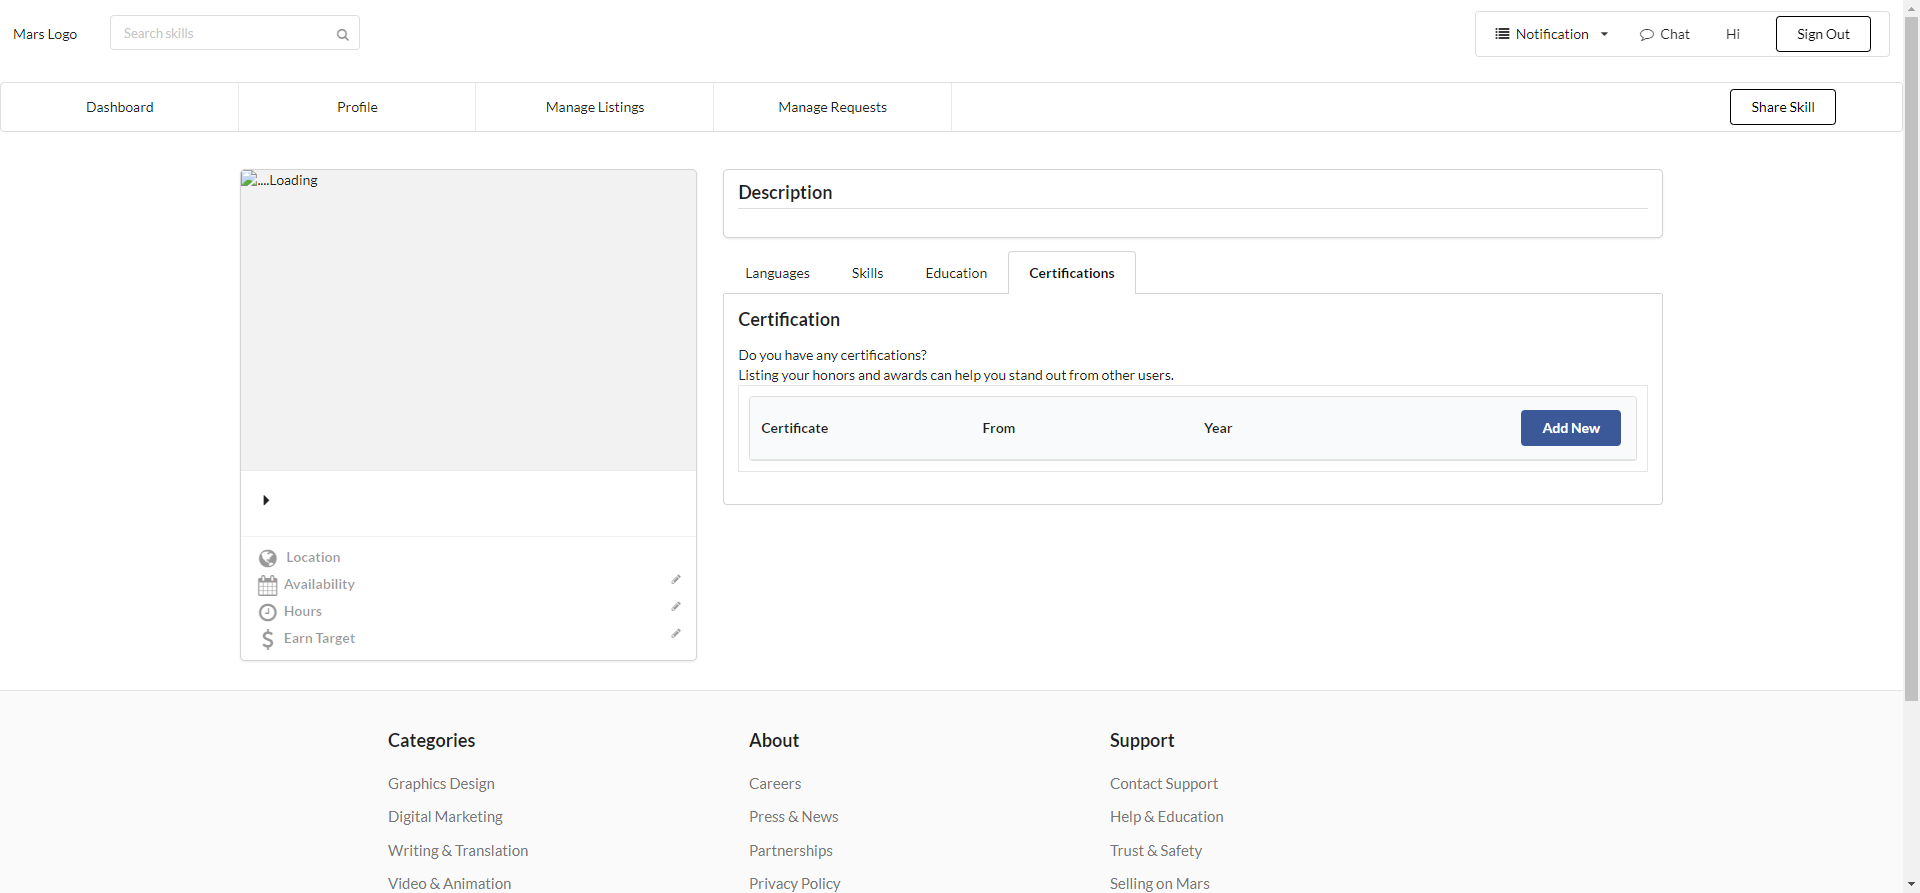 Mars Logo
Search skills
Notification
Chat
Hi
Sign Out
Dashboard
Profile
Manage Listings
Manage Requests
Share Skill
....Loading
Location
Availability
Hours
Earn Target
Description
Languages
Skills
Education
Certifications
Certification
Do you have any certifications?
Listing your honors and awards can help you stand out from other users.
Certificate
From
Year
Add New
Categories
Graphics Design
Digital Marketing
Writing & Translation
Video & Animation
About
Careers
Press & News
Partnerships
Privacy Policy
Support
Contact Support
Help & Education
Trust & Safety
Selling on Mars